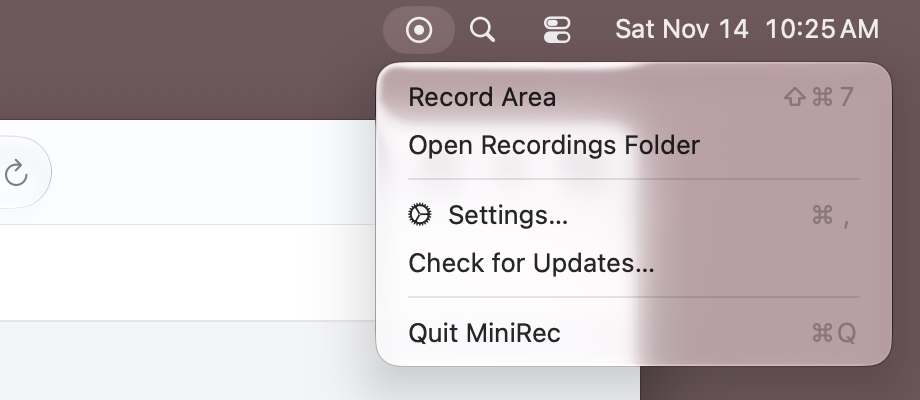 Sat Nov 14 10:25 AM
Record Area ⇧⌘7
Open Recordings Folder
Settings... ⌘,
Check for Updates...
Quit MiniRec ⌘Q